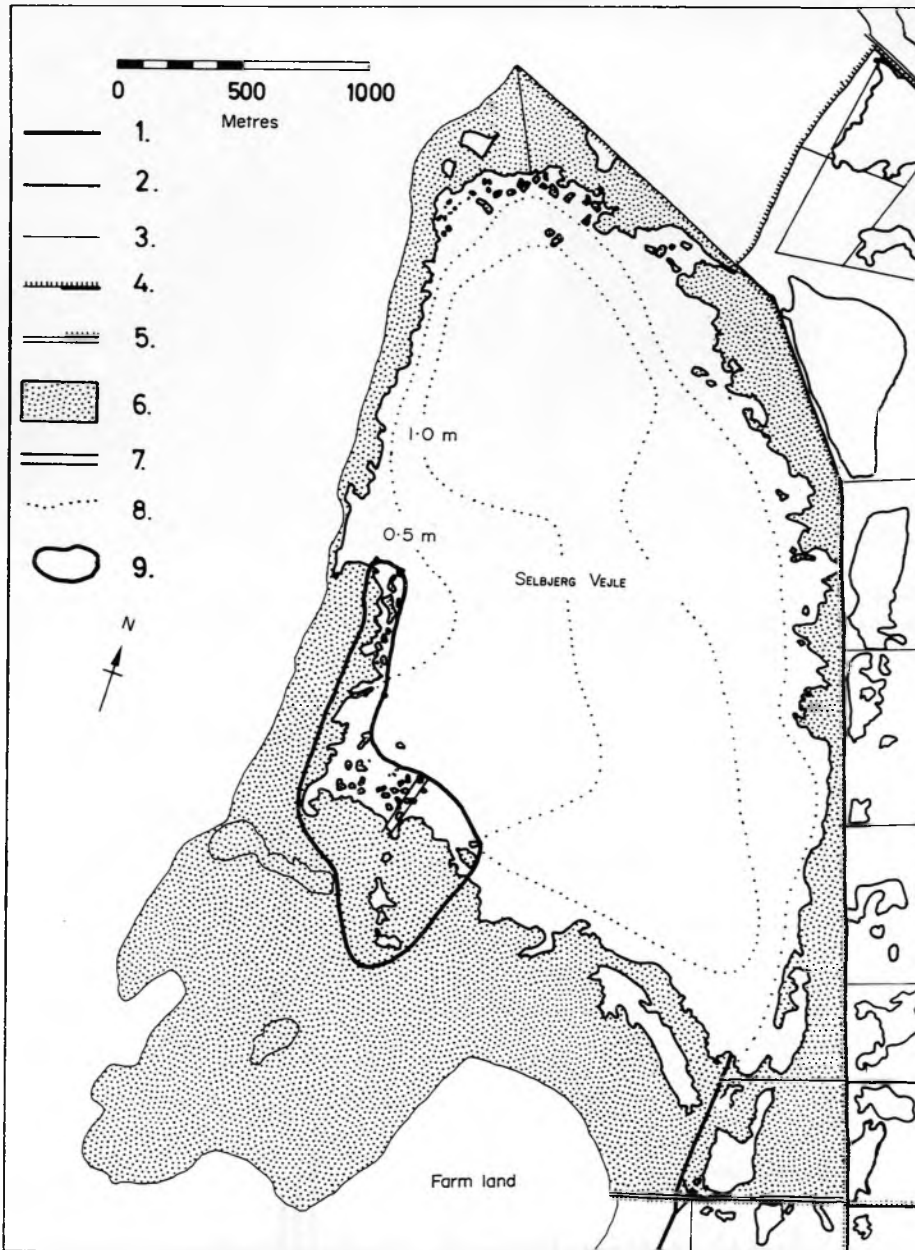 0 500 1000
Metres
1.
2.
3.
4.
5.
6.
7.
8.
9.
N
1·0 m
0·5 m
SELBJERG VEJLE
Farm land